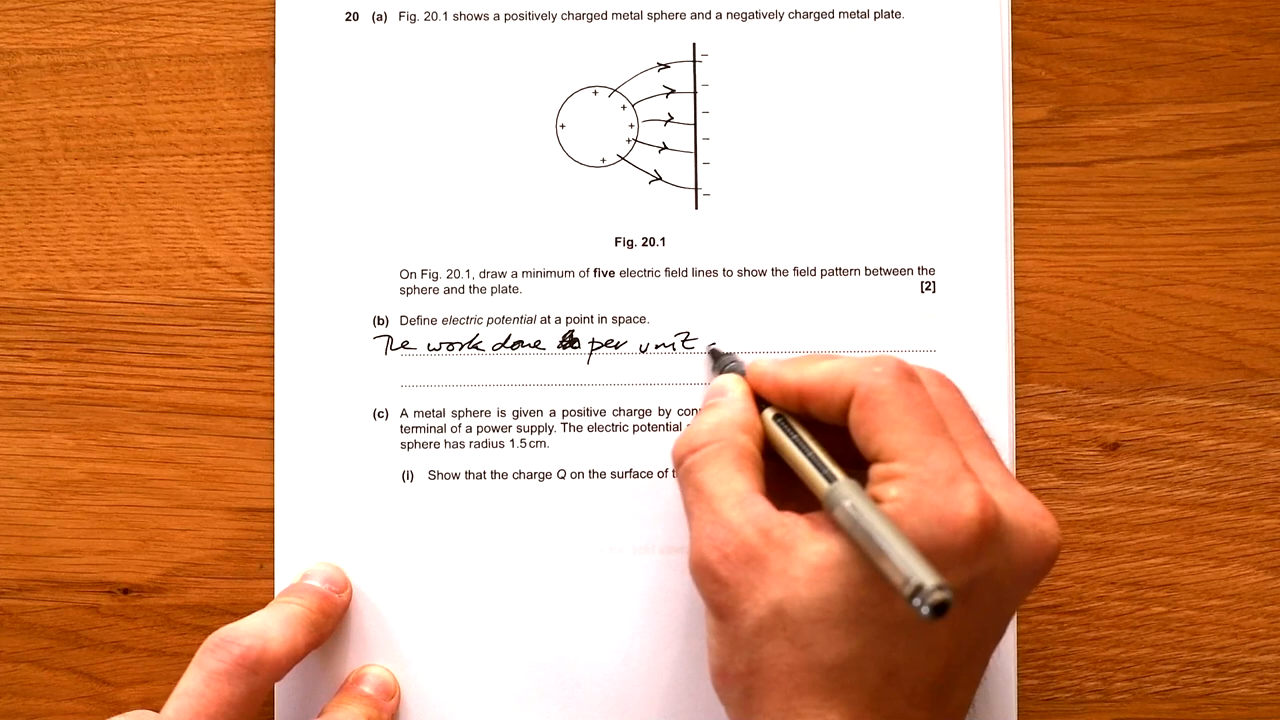 20 (a) Fig. 20.1 shows a positively charged metal sphere and a negatively charged metal plate.
Fig. 20.1
On Fig. 20.1, draw a minimum of five electric field lines to show the field pattern between the
sphere and the plate. [2]
(b) Define electric potential at a point in space.
The work done per unit
(c) A metal sphere is given a positive charge by con
terminal of a power supply. The electric potential
sphere has radius 1.5 cm.
(i) Show that the charge Q on the surface of t